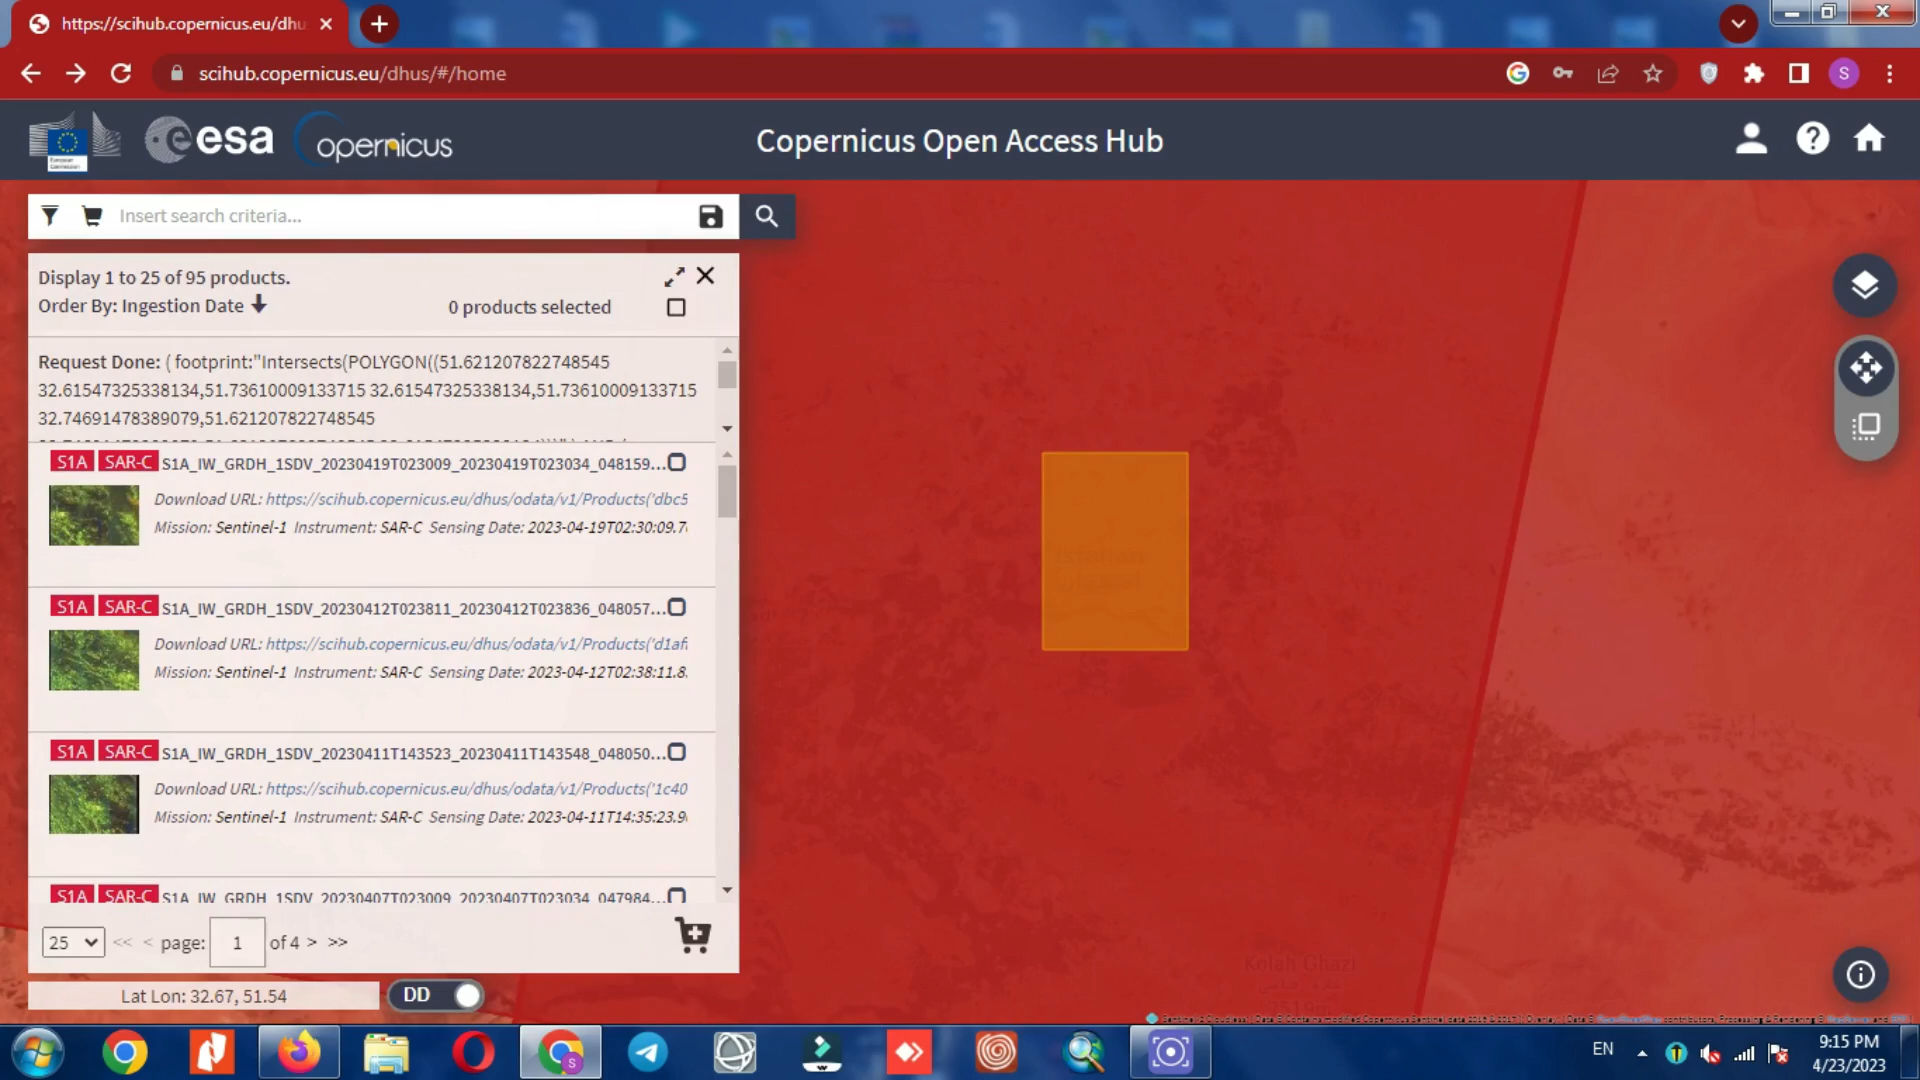 https://scihub.copernicus.eu/dhu
scihub.copernicus.eu/dhus/#/home
S
European
Commission
esa
opernicus
Copernicus Open Access Hub
Insert search criteria...
Display 1 to 25 of 95 products.
Order By: Ingestion Date
0 products selected
Request Done: ( footprint:"Intersects(POLYGON((51.621207822748545
32.61547325338134,51.73610009133715 32.61547325338134,51.73610009133715
32.74691478389079,51.621207822748545
S1A SAR-C S1A_IW_GRDH_1SDV_20230419T023009_20230419T023034_048159...
Download URL: https://scihub.copernicus.eu/dhus/odata/v1/Products('dbc5
Mission: Sentinel-1 Instrument: SAR-C Sensing Date: 2023-04-19T02:30:09.7
S1A SAR-C S1A_IW_GRDH_1SDV_20230412T023811_20230412T023836_048057...
Download URL: https://scihub.copernicus.eu/dhus/odata/v1/Products('d1af
Mission: Sentinel-1 Instrument: SAR-C Sensing Date: 2023-04-12T02:38:11.8
S1A SAR-C S1A_IW_GRDH_1SDV_20230411T143523_20230411T143548_048050...
Download URL: https://scihub.copernicus.eu/dhus/odata/v1/Products('1c40
Mission: Sentinel-1 Instrument: SAR-C Sensing Date: 2023-04-11T14:35:23.9
S1A SAR-C S1A_IW_GRDH_1SDV_20230407T023009_20230407T023034_047984...
25 << < page: 1 of 4 > >>
Lat Lon: 32.67, 51.54
DD
Kolah Ghazi
EN
9:15 PM
4/23/2023